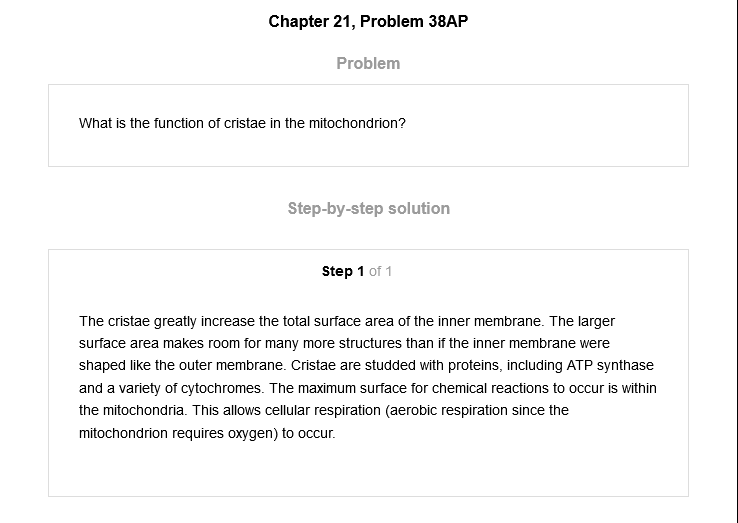 Chapter 21, Problem 38AP
Problem
What is the function of cristae in the mitochondrion?
Step-by-step solution
Step 1 of 1
The cristae greatly increase the total surface area of the inner membrane. The larger
surface area makes room for many more structures than if the inner membrane were
shaped like the outer membrane. Cristae are studded with proteins, including ATP synthase
and a variety of cytochromes. The maximum surface for chemical reactions to occur is within
the mitochondria. This allows cellular respiration (aerobic respiration since the
mitochondrion requires oxygen) to occur.